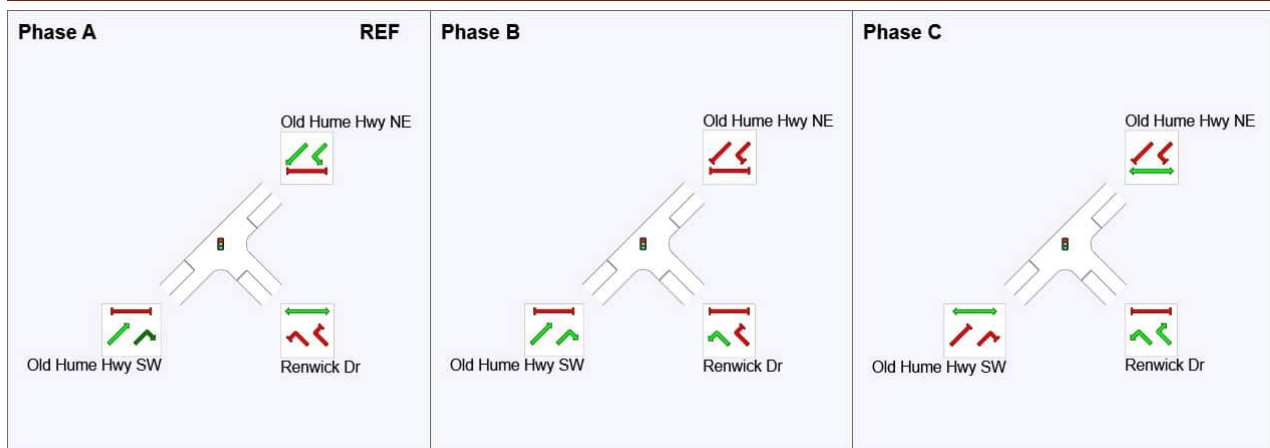 Phase A REF
Old Hume Hwy NE
Old Hume Hwy SW
Renwick Dr
Phase B
Old Hume Hwy NE
Old Hume Hwy SW
Renwick Dr
Phase C
Old Hume Hwy NE
Old Hume Hwy SW
Renwick Dr